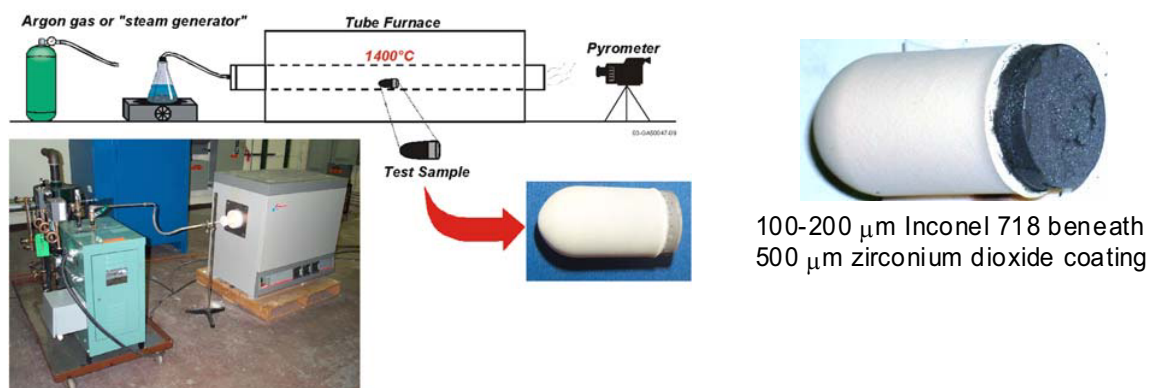 Argon gas or "steam generator"
Tube Furnace
1400°C
Pyrometer
03-GA50047-09
Test Sample
100-200 μm Inconel 718 beneath
500 μm zirconium dioxide coating